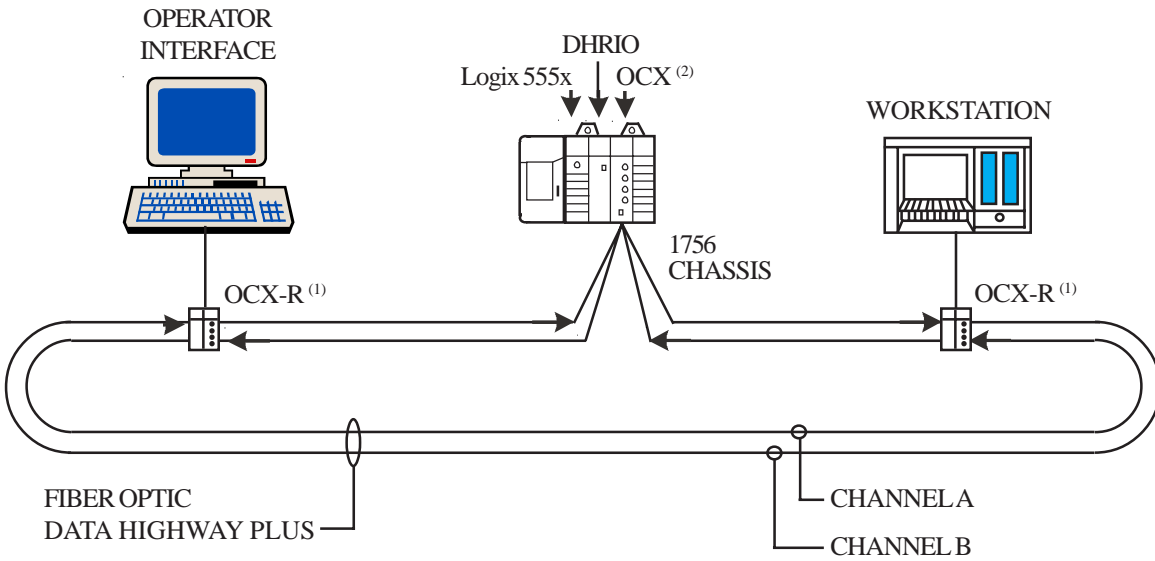 OPERATOR
INTERFACE
DHRIO
Logix 555x
OCX (2)
WORKSTATION
1756
CHASSIS
OCX-R (1)
OCX-R (1)
FIBER OPTIC
DATA HIGHWAY PLUS
CHANNEL A
CHANNEL B